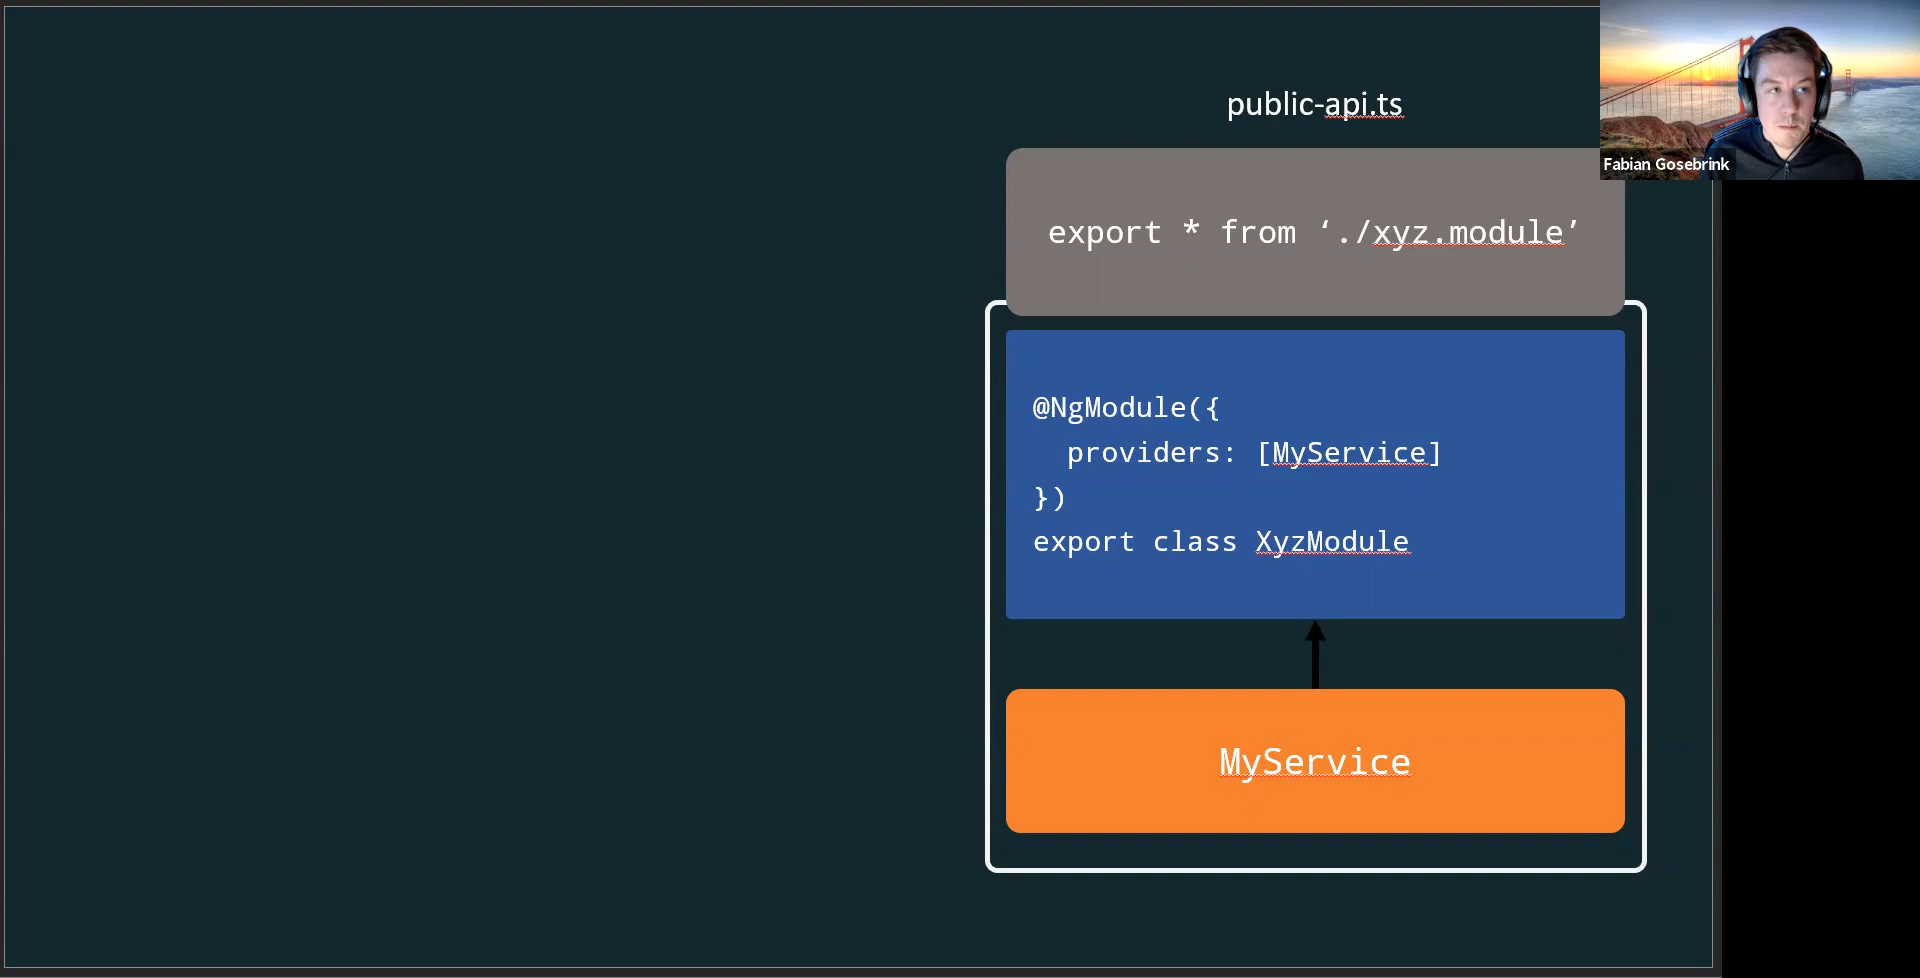 public-api.ts
Fabian Gosebrink
export * from ‘./xyz.module’
@NgModule({
  providers: [MyService]
})
export class XyzModule
MyService